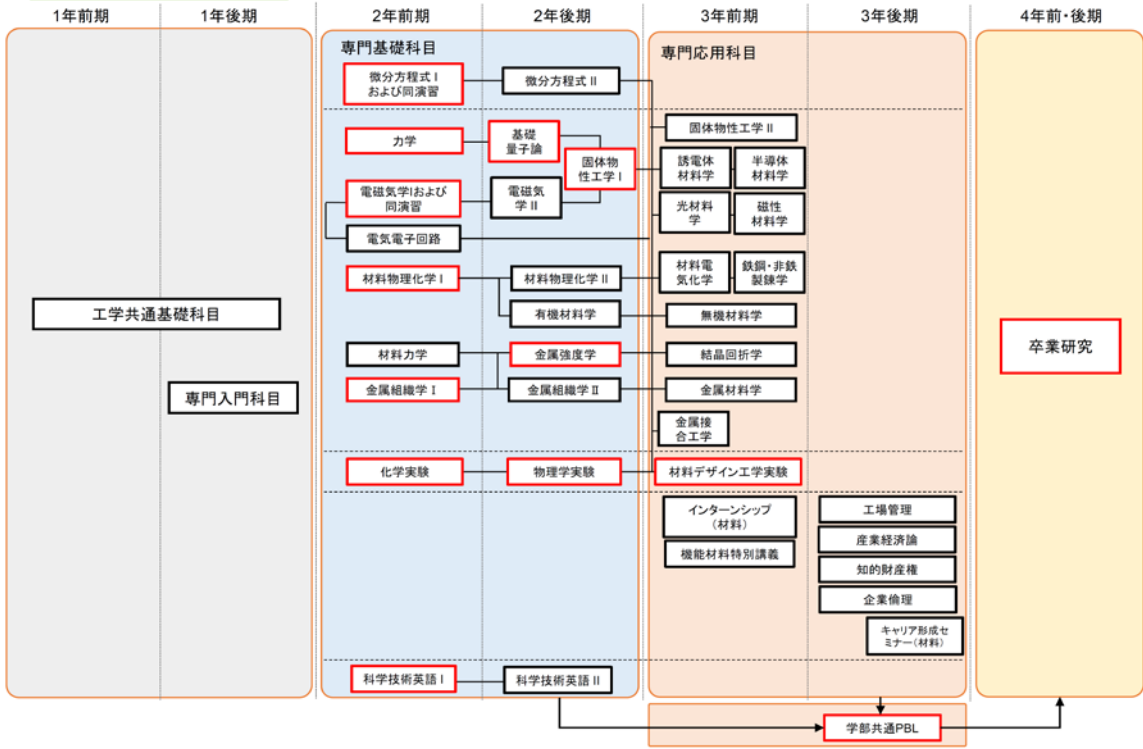 1年前期
1年後期
2年前期
2年後期
3年前期
3年後期
4年前・後期
専門基礎科目
専門応用科目
微分方程式Ⅰ
および同演習
微分方程式Ⅱ
固体物性工学Ⅱ
力学
基礎
量子論
固体物
性工学Ⅰ
誘電体
材料学
半導体
材料学
電磁気学Ⅰおよび
同演習
電磁気
学Ⅱ
光材料
学
磁性
材料学
電気電子回路
材料物理化学Ⅰ
材料物理化学Ⅱ
材料電
気化学
鉄鋼・非鉄
製錬学
工学共通基礎科目
有機材料学
無機材料学
卒業研究
材料力学
金属強度学
結晶回折学
専門入門科目
金属組織学Ⅰ
金属組織学Ⅱ
金属材料学
金属接
合工学
化学実験
物理学実験
材料デザイン工学実験
インターンシップ
(材料)
工場管理
機能材料特別講義
産業経済論
知的財産権
企業倫理
キャリア形成セ
ミナー(材料)
科学技術英語Ⅰ
科学技術英語Ⅱ
学部共通PBL